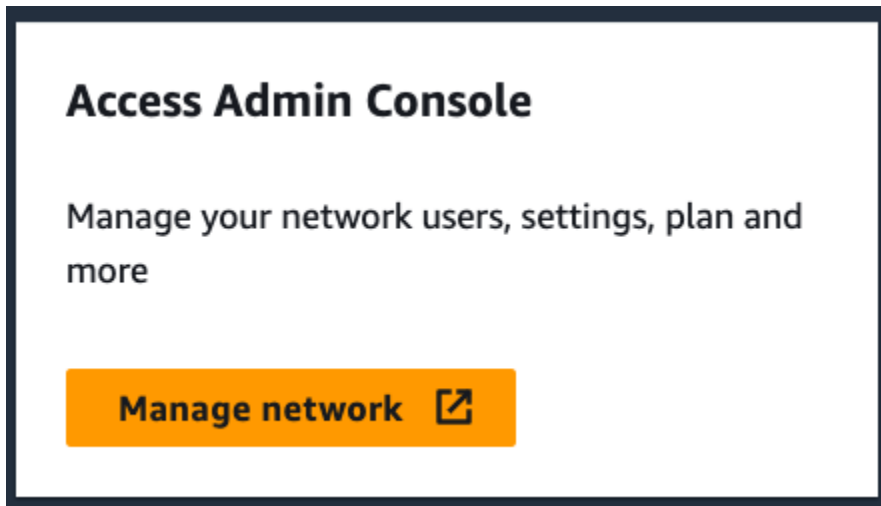 Access Admin Console
Manage your network users, settings, plan and
more
Manage network